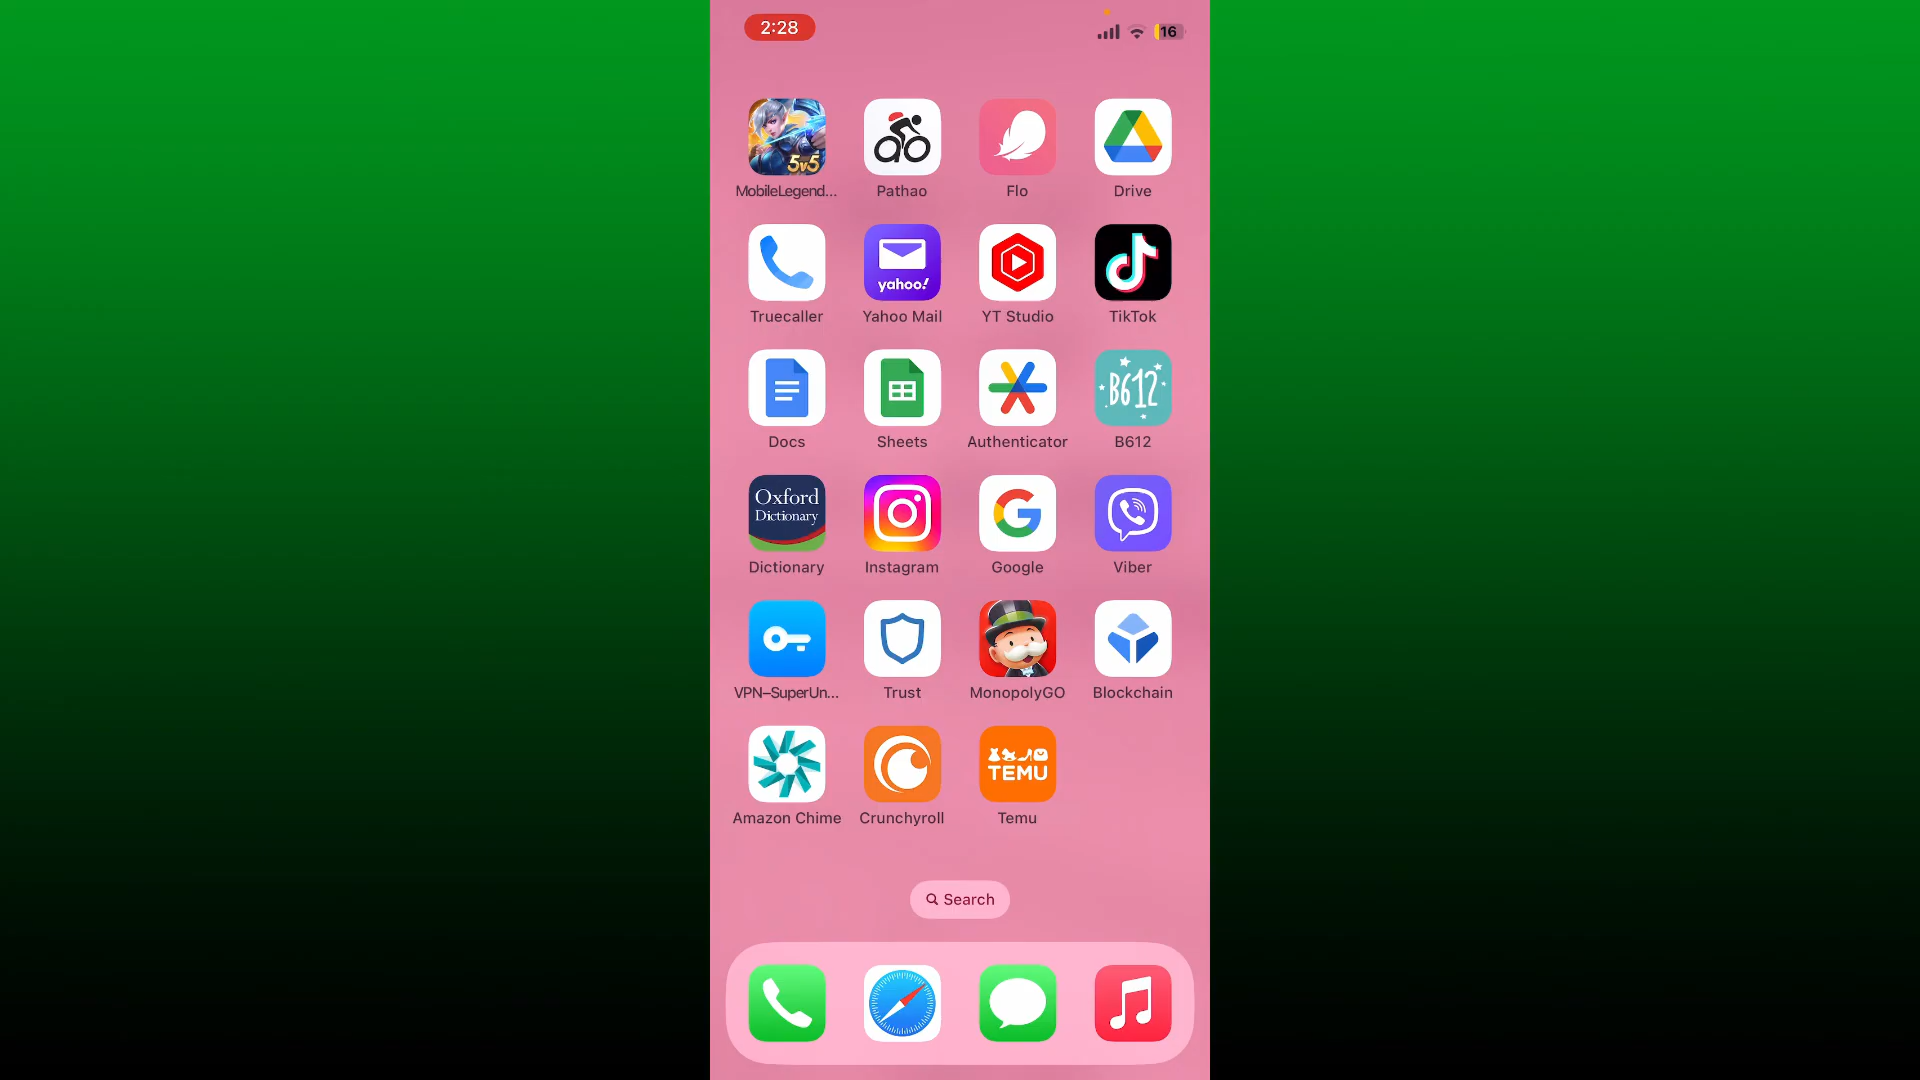 2:28
16
5v5
MobileLegend...
Pathao
Flo
Drive
yahoo!
Truecaller
Yahoo Mail
YT Studio
TikTok
B612
Docs
Sheets
Authenticator
B612
Oxford
Dictionary
Dictionary
Instagram
Google
Viber
VPN–SuperUn...
Trust
MonopolyGO
Blockchain
TEMU
Amazon Chime
Crunchyroll
Temu
Search